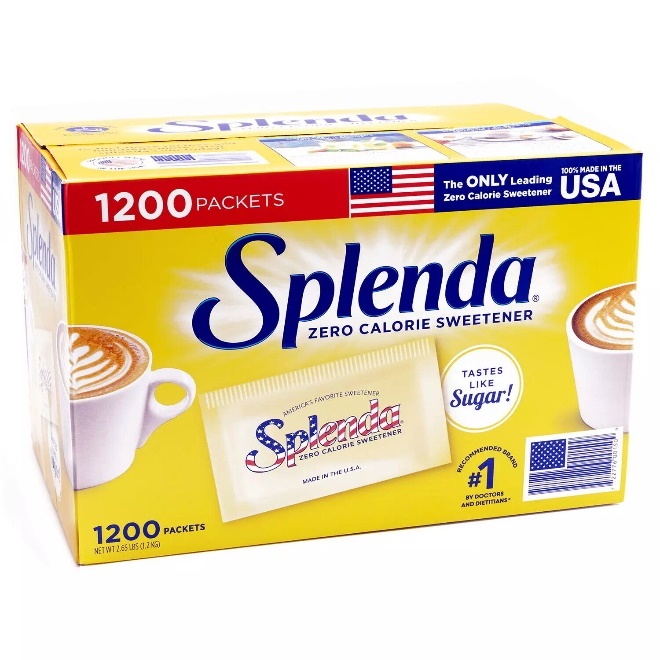 Splenda
1200 PACKETS
The ONLY Leading
Zero Calorie Sweetener
100% MADE IN THE
USA
Splenda
Splenda®
ZERO CALORIE SWEETENER
TASTES
LIKE
Sugar!
AMERICA'S FAVORITE SWEETENER
Splenda®
ZERO CALORIE SWEETENER
MADE IN THE U.S.A.
RECOMMENDED BRAND
#1
BY DOCTORS
AND DIETITIANS*
1200 PACKETS
NET WT 2.65 LBS (1.2 KG)